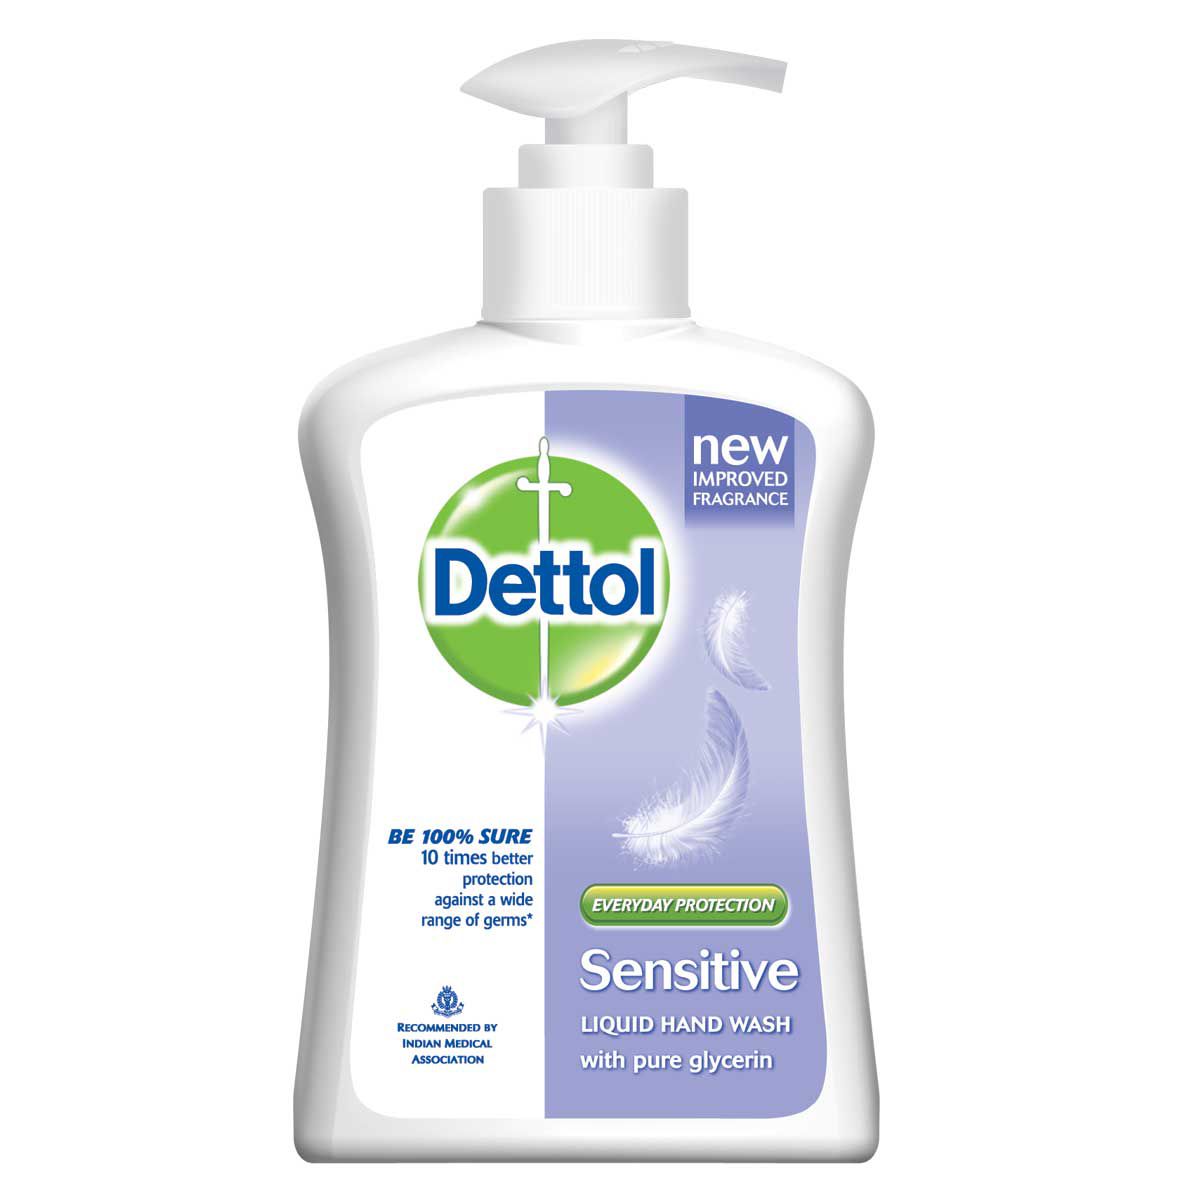 new
IMPROVED
FRAGRANCE
Dettol
BE 100% SURE
10 times better
protection
against a wide
range of germs*
EVERYDAY PROTECTION
Sensitive
LIQUID HAND WASH
with pure glycerin
RECOMMENDED BY
INDIAN MEDICAL
ASSOCIATION